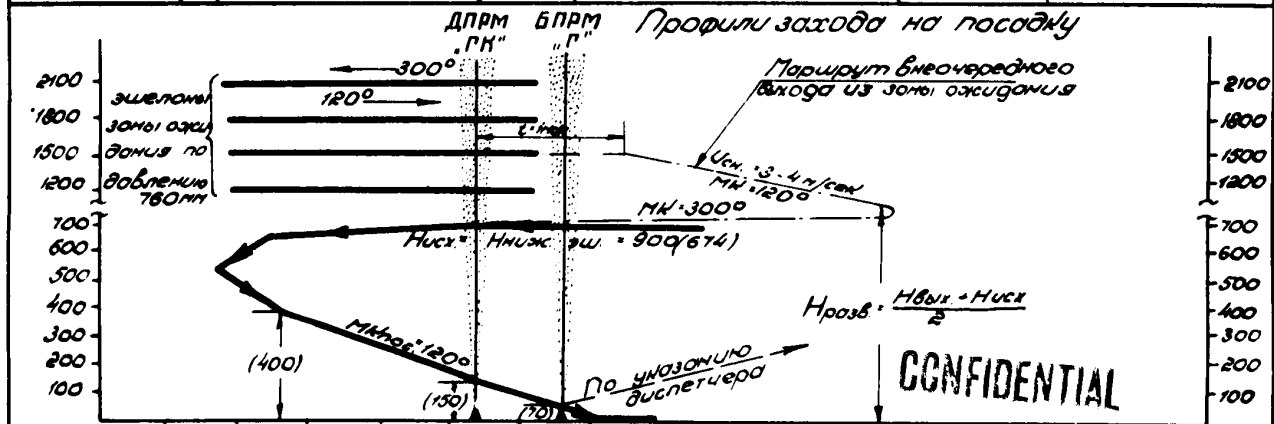 Профили захода на посадку
ДПРМ
„ПК“
БПРМ
„П“
2100
1800
1500
1200
700
600
500
400
300
200
100
эшелоны
зоны ожи
дания по
давлению
760мм
300°
120°
Маршрут внеочередного
выхода из зоны ожидания
Vсн. = 3-4 м/сек
МК=120°
МК=300°
Hисх= Hниж. эш. = 900(674)
Hразв = Hвых - Hисх
2
МКпос=120°
(400)
(150)
(70)
По указанию
диспетчера
CONFIDENTIAL
2100
1800
1500
1200
700
600
500
400
300
200
100